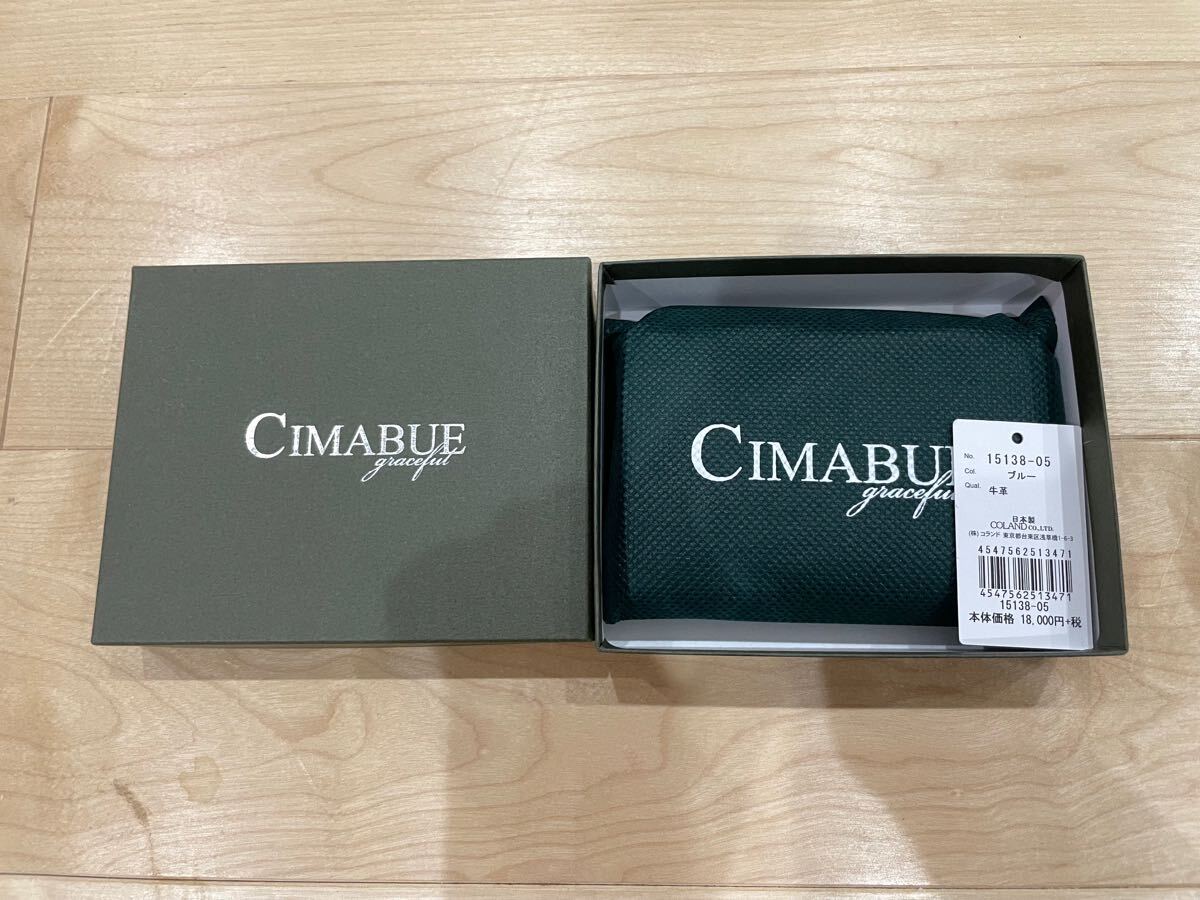 CIMABUE
graceful
CIMABUE
graceful
No. 15138-05
Col. ブルー
Qual. 牛革
日本製
COLAND CO.,LTD.
(株)コランド 東京都台東区浅草橋1-6-3
4547562513471
4547562513471
15138-05
本体価格 18,000円+税